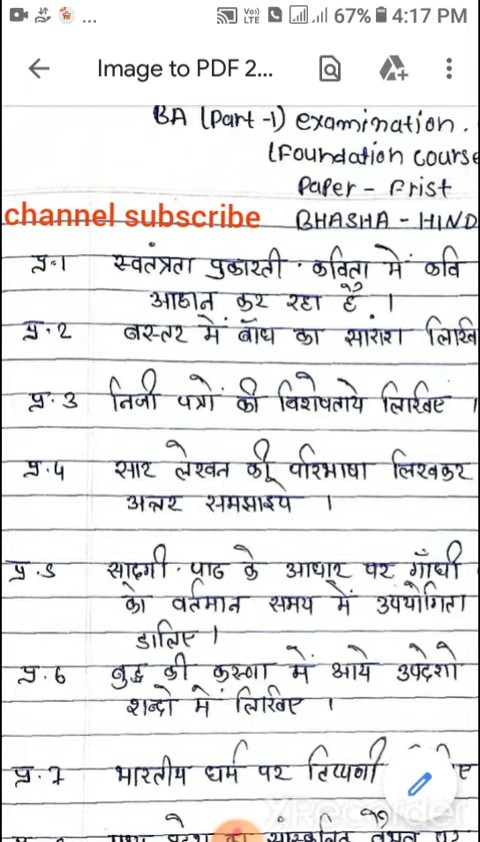 ... Vo)) LTE 67% 4:17 PM
Image to PDF 2...
BA (Part -1) examination.
(Foundation course
Paper - Frist
channel subscribe BHASHA - HIND
प्र.1 स्वतंत्रता पुकारती . कविता में कवि
आहान कर रहा है ।
प्र.2 बस्तर में बाँध का सारांश लिखि
प्र.3 निजी पत्रों की विशेषताये लिखिए ।
प्र.4 सार लेखन की परिभाषा लिखकर
अन्तर समझाइये ।
प्र.5 सादगी . पाठ के आधार पर गाँधी
को वर्तमान समय में उपयोगिता
डालिए ।
प्र.6 बुद्ध की करूणा में आये उपदेशो
शब्दो में लिखिए ।
प्र.7 भारतीय धर्म पर टिप्पणी ए
XRecorder